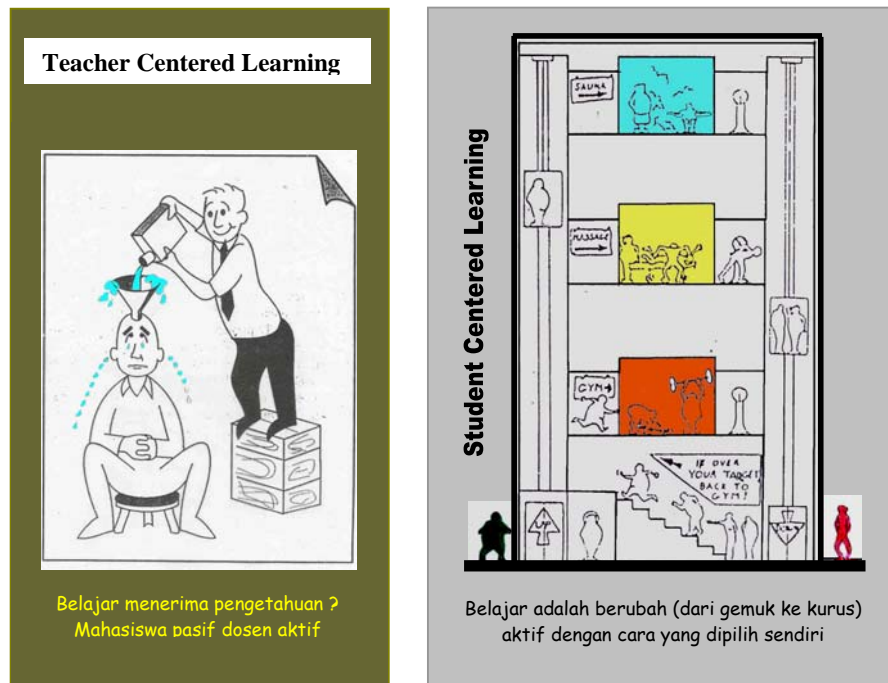 Teacher Centered Learning
Belajar menerima pengetahuan ?
Mahasiswa pasif dosen aktif
Student Centered Learning
SAUNA
MASSAGE
GYM
IF OVER
YOUR TARGET
BACK TO
GYM!
UP
Belajar adalah berubah (dari gemuk ke kurus)
aktif dengan cara yang dipilih sendiri